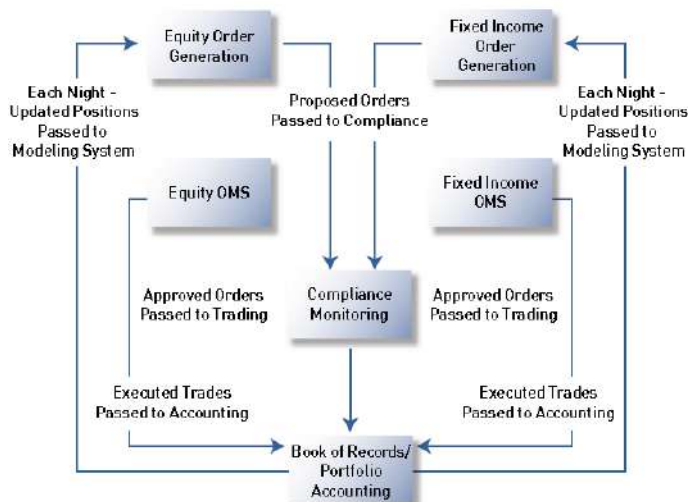 Equity Order
Generation
Fixed Income
Order
Generation
Each Night -
Updated Positions
Passed to
Modeling System
Proposed Orders
Passed to Compliance
Each Night -
Updated Positions
Passed to
Modeling System
Equity OMS
Fixed Income
OMS
Approved Orders
Passed to Trading
Compliance
Monitoring
Approved Orders
Passed to Trading
Executed Trades
Passed to Accounting
Executed Trades
Passed to Accounting
Book of Records/
Portfolio
Accounting